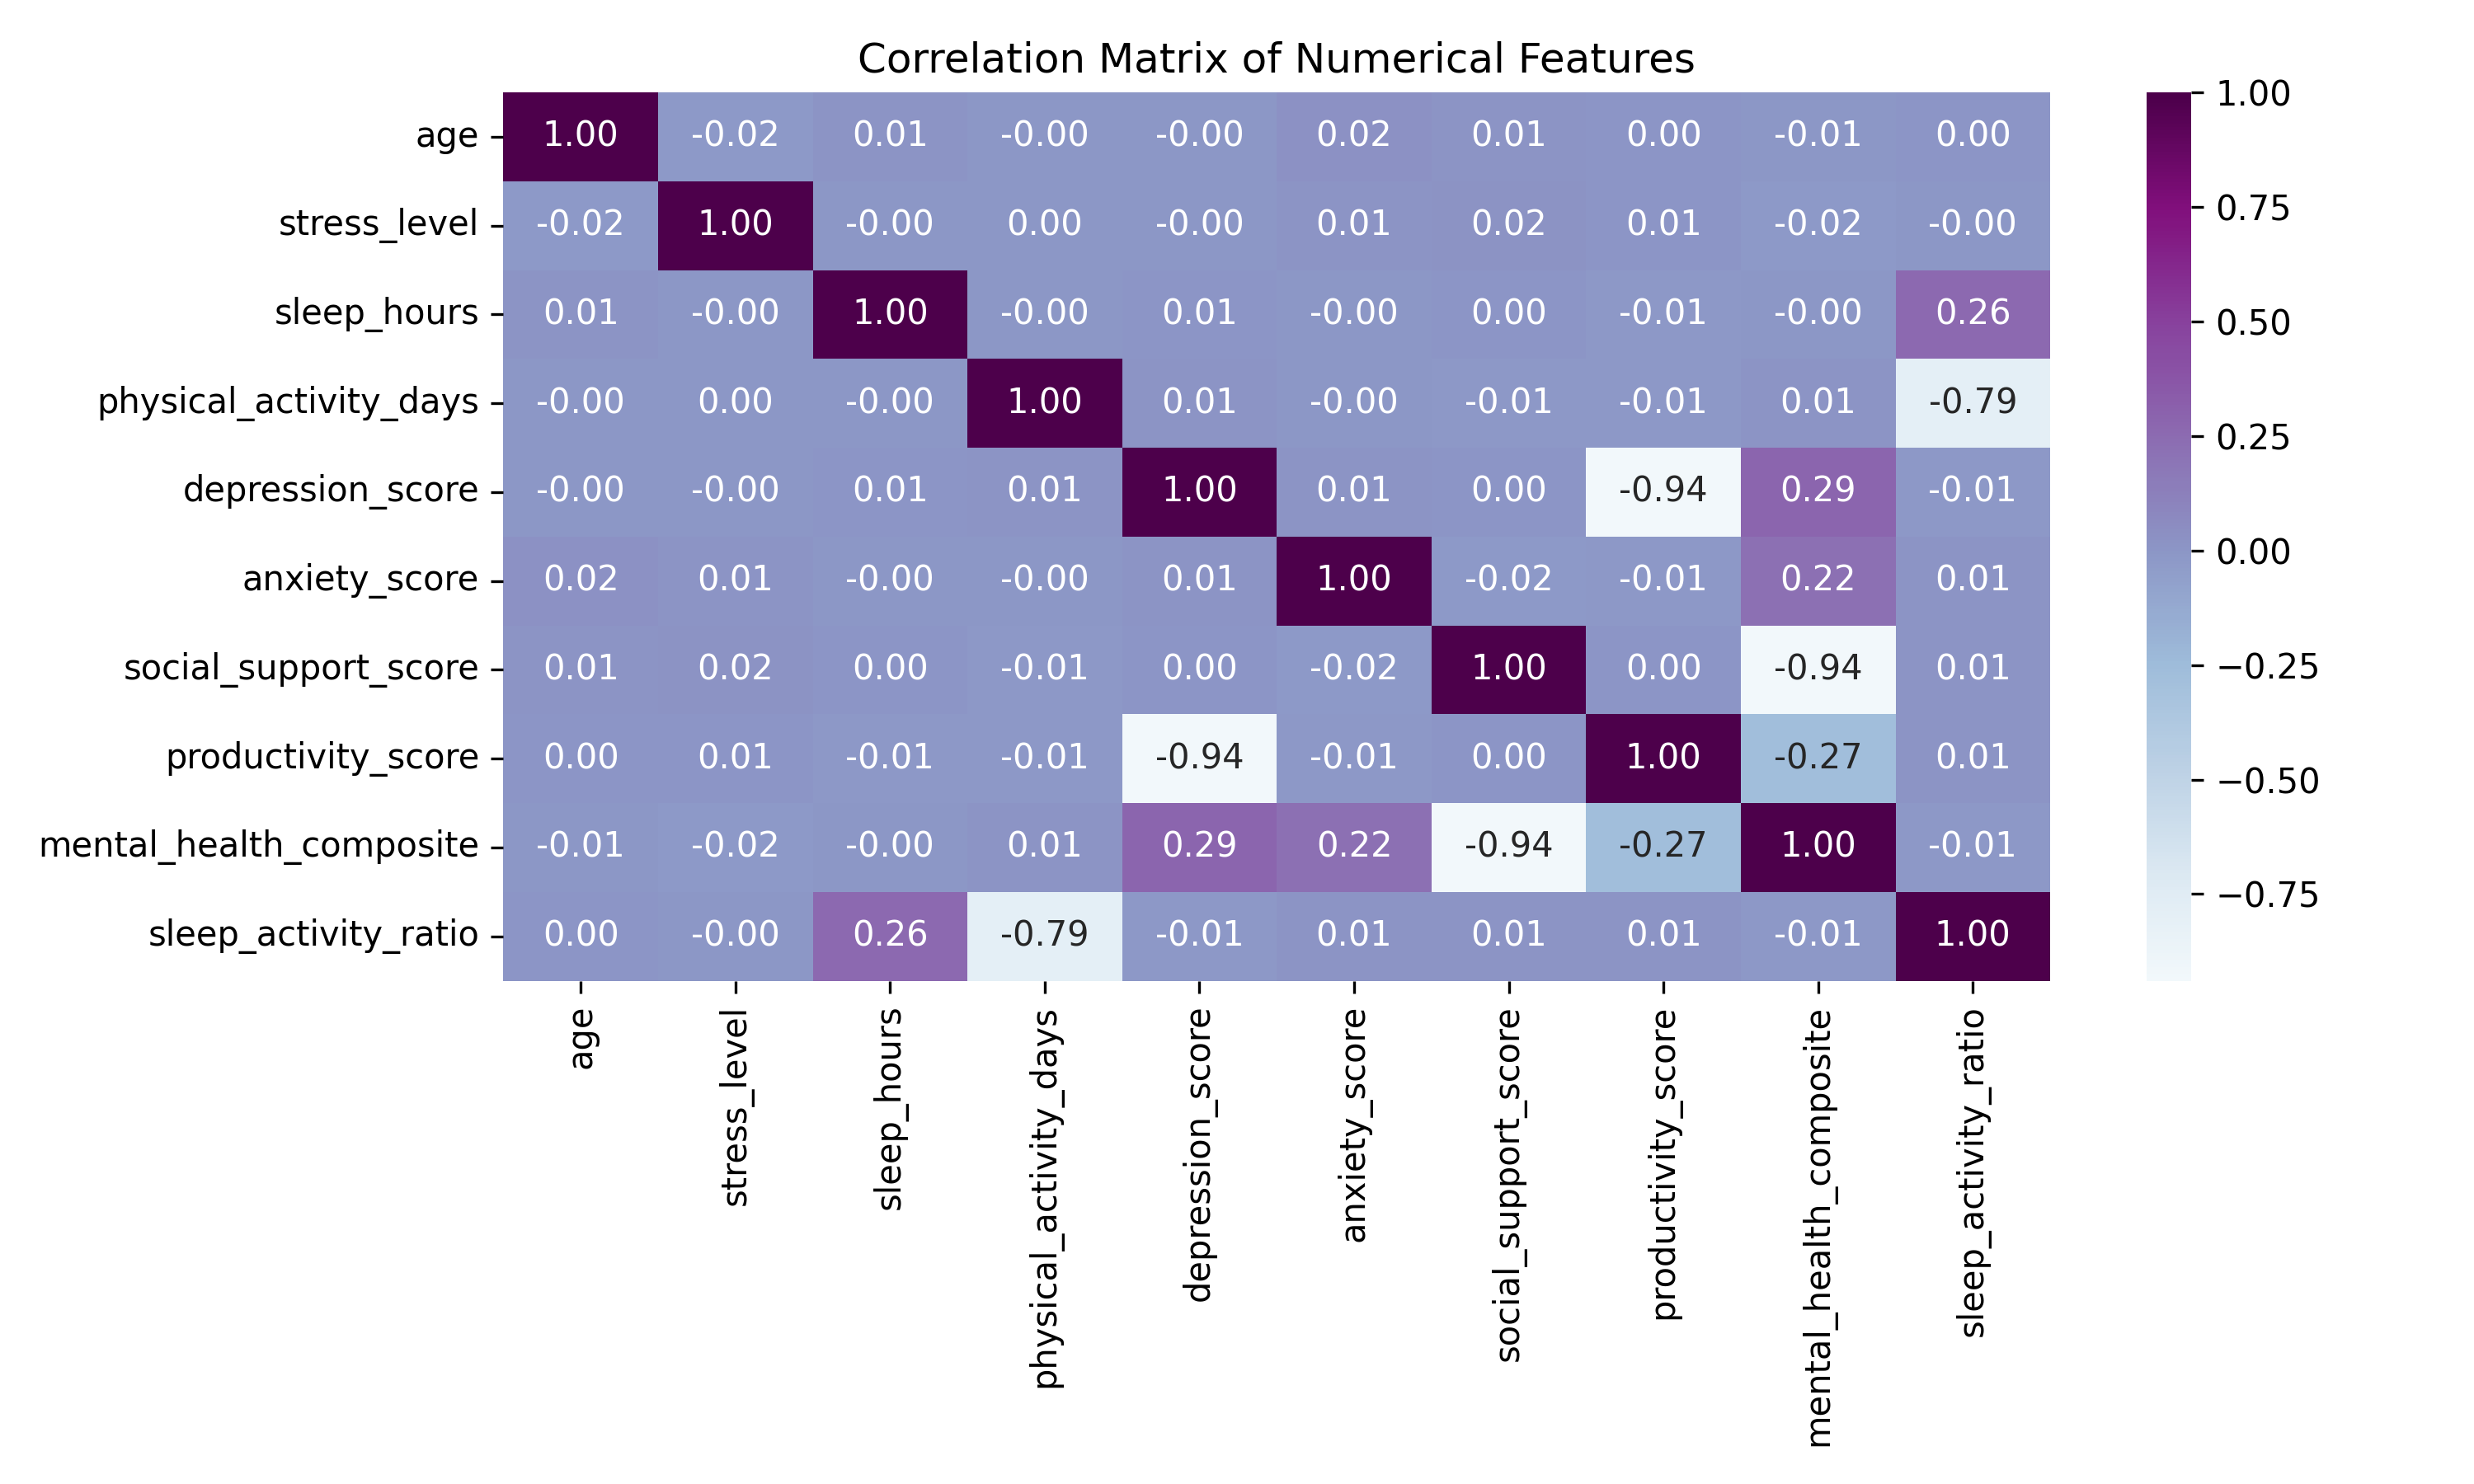 Correlation Matrix of Numerical Features
age 1.00 -0.02 0.01 -0.00 -0.00 0.02 0.01 0.00 -0.01 0.00
stress_level -0.02 1.00 -0.00 0.00 -0.00 0.01 0.02 0.01 -0.02 -0.00
sleep_hours 0.01 -0.00 1.00 -0.00 0.01 -0.00 0.00 -0.01 -0.00 0.26
physical_activity_days -0.00 0.00 -0.00 1.00 0.01 -0.00 -0.01 -0.01 0.01 -0.79
depression_score -0.00 -0.00 0.01 0.01 1.00 0.01 0.00 -0.94 0.29 -0.01
anxiety_score 0.02 0.01 -0.00 -0.00 0.01 1.00 -0.02 -0.01 0.22 0.01
social_support_score 0.01 0.02 0.00 -0.01 0.00 -0.02 1.00 0.00 -0.94 0.01
productivity_score 0.00 0.01 -0.01 -0.01 -0.94 -0.01 0.00 1.00 -0.27 0.01
mental_health_composite -0.01 -0.02 -0.00 0.01 0.29 0.22 -0.94 -0.27 1.00 -0.01
sleep_activity_ratio 0.00 -0.00 0.26 -0.79 -0.01 0.01 0.01 0.01 -0.01 1.00
age
stress_level
sleep_hours
physical_activity_days
depression_score
anxiety_score
social_support_score
productivity_score
mental_health_composite
sleep_activity_ratio
1.00
0.75
0.50
0.25
0.00
−0.25
−0.50
−0.75